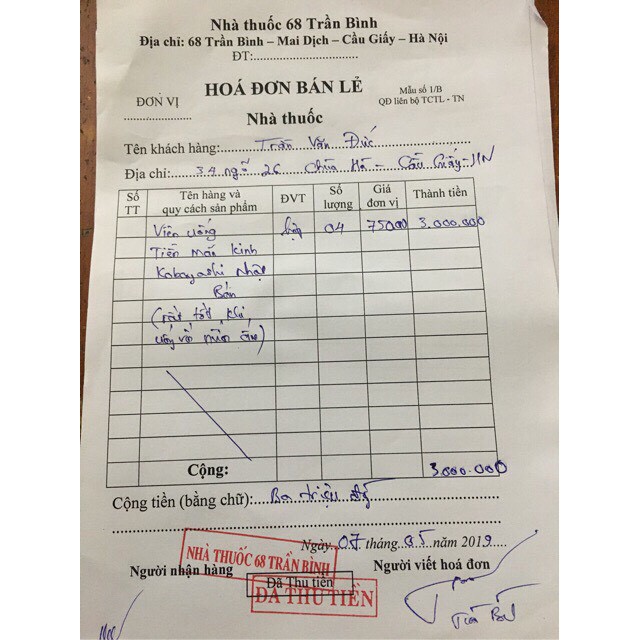 Nhà thuốc 68 Trần Bình
Địa chỉ: 68 Trần Bình – Mai Dịch – Cầu Giấy – Hà Nội
ĐT:
ĐƠN VỊ
HOÁ ĐƠN BÁN LẺ
Mẫu số 1/B
QĐ liên bộ TCTL - TN
Nhà thuốc
Tên khách hàng: Trần Văn Đức
Địa chỉ: 34 ngõ 26 Chùa Hà – Cầu Giấy-HN
Số TT Tên hàng và quy cách sản phẩm ĐVT Số lượng Giá đơn vị Thành tiền
Viên uống hộp 04 75000 3.000.000
Tiền mãn kinh
Kobayashi Nhật
Bản
(rất tốt, khi
uống
Cộng: 3.000.000
Cộng tiền (bằng chữ): Ba triệu
Ngày 07 tháng 05 năm 2019
NHÀ THUỐC 68 TRẦN BÌNH
Người nhận hàng
Người viết hoá đơn
Đã Thu tiền
ĐÃ THU TIỀN